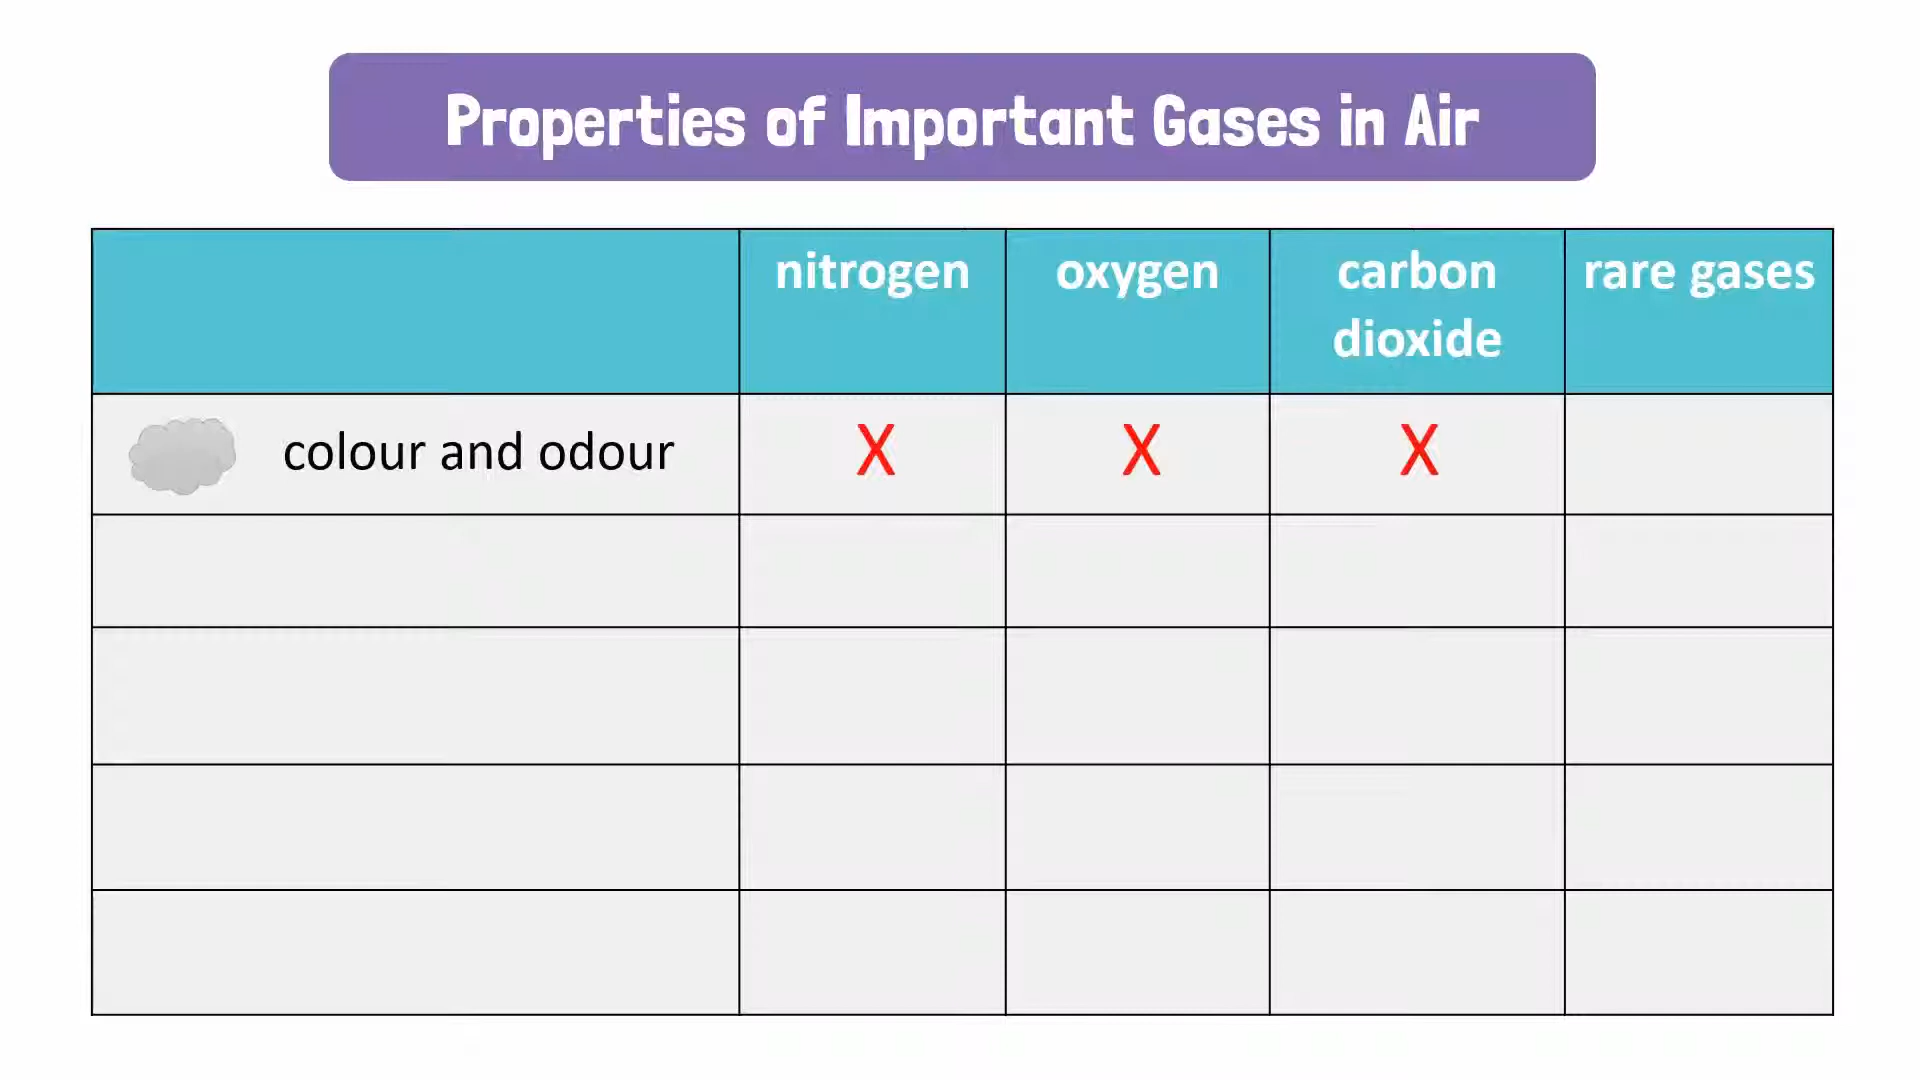 Properties of Important Gases in Air
nitrogen oxygen carbon dioxide rare gases
colour and odour X X X